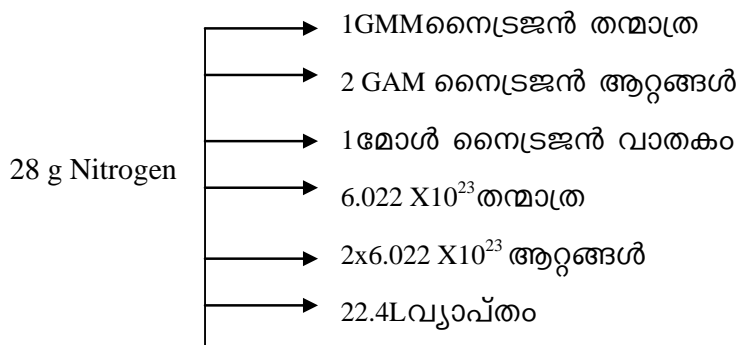 1GMMനൈട്രജൻ തന്മാത്ര
2 GAM നൈട്രജൻ ആറ്റങ്ങൾ
1മോൾ നൈട്രജൻ വാതകം
28 g Nitrogen
6.022 X10²³തന്മാത്ര
2x6.022 X10²³ ആറ്റങ്ങൾ
22.4Lവ്യാപ്തം